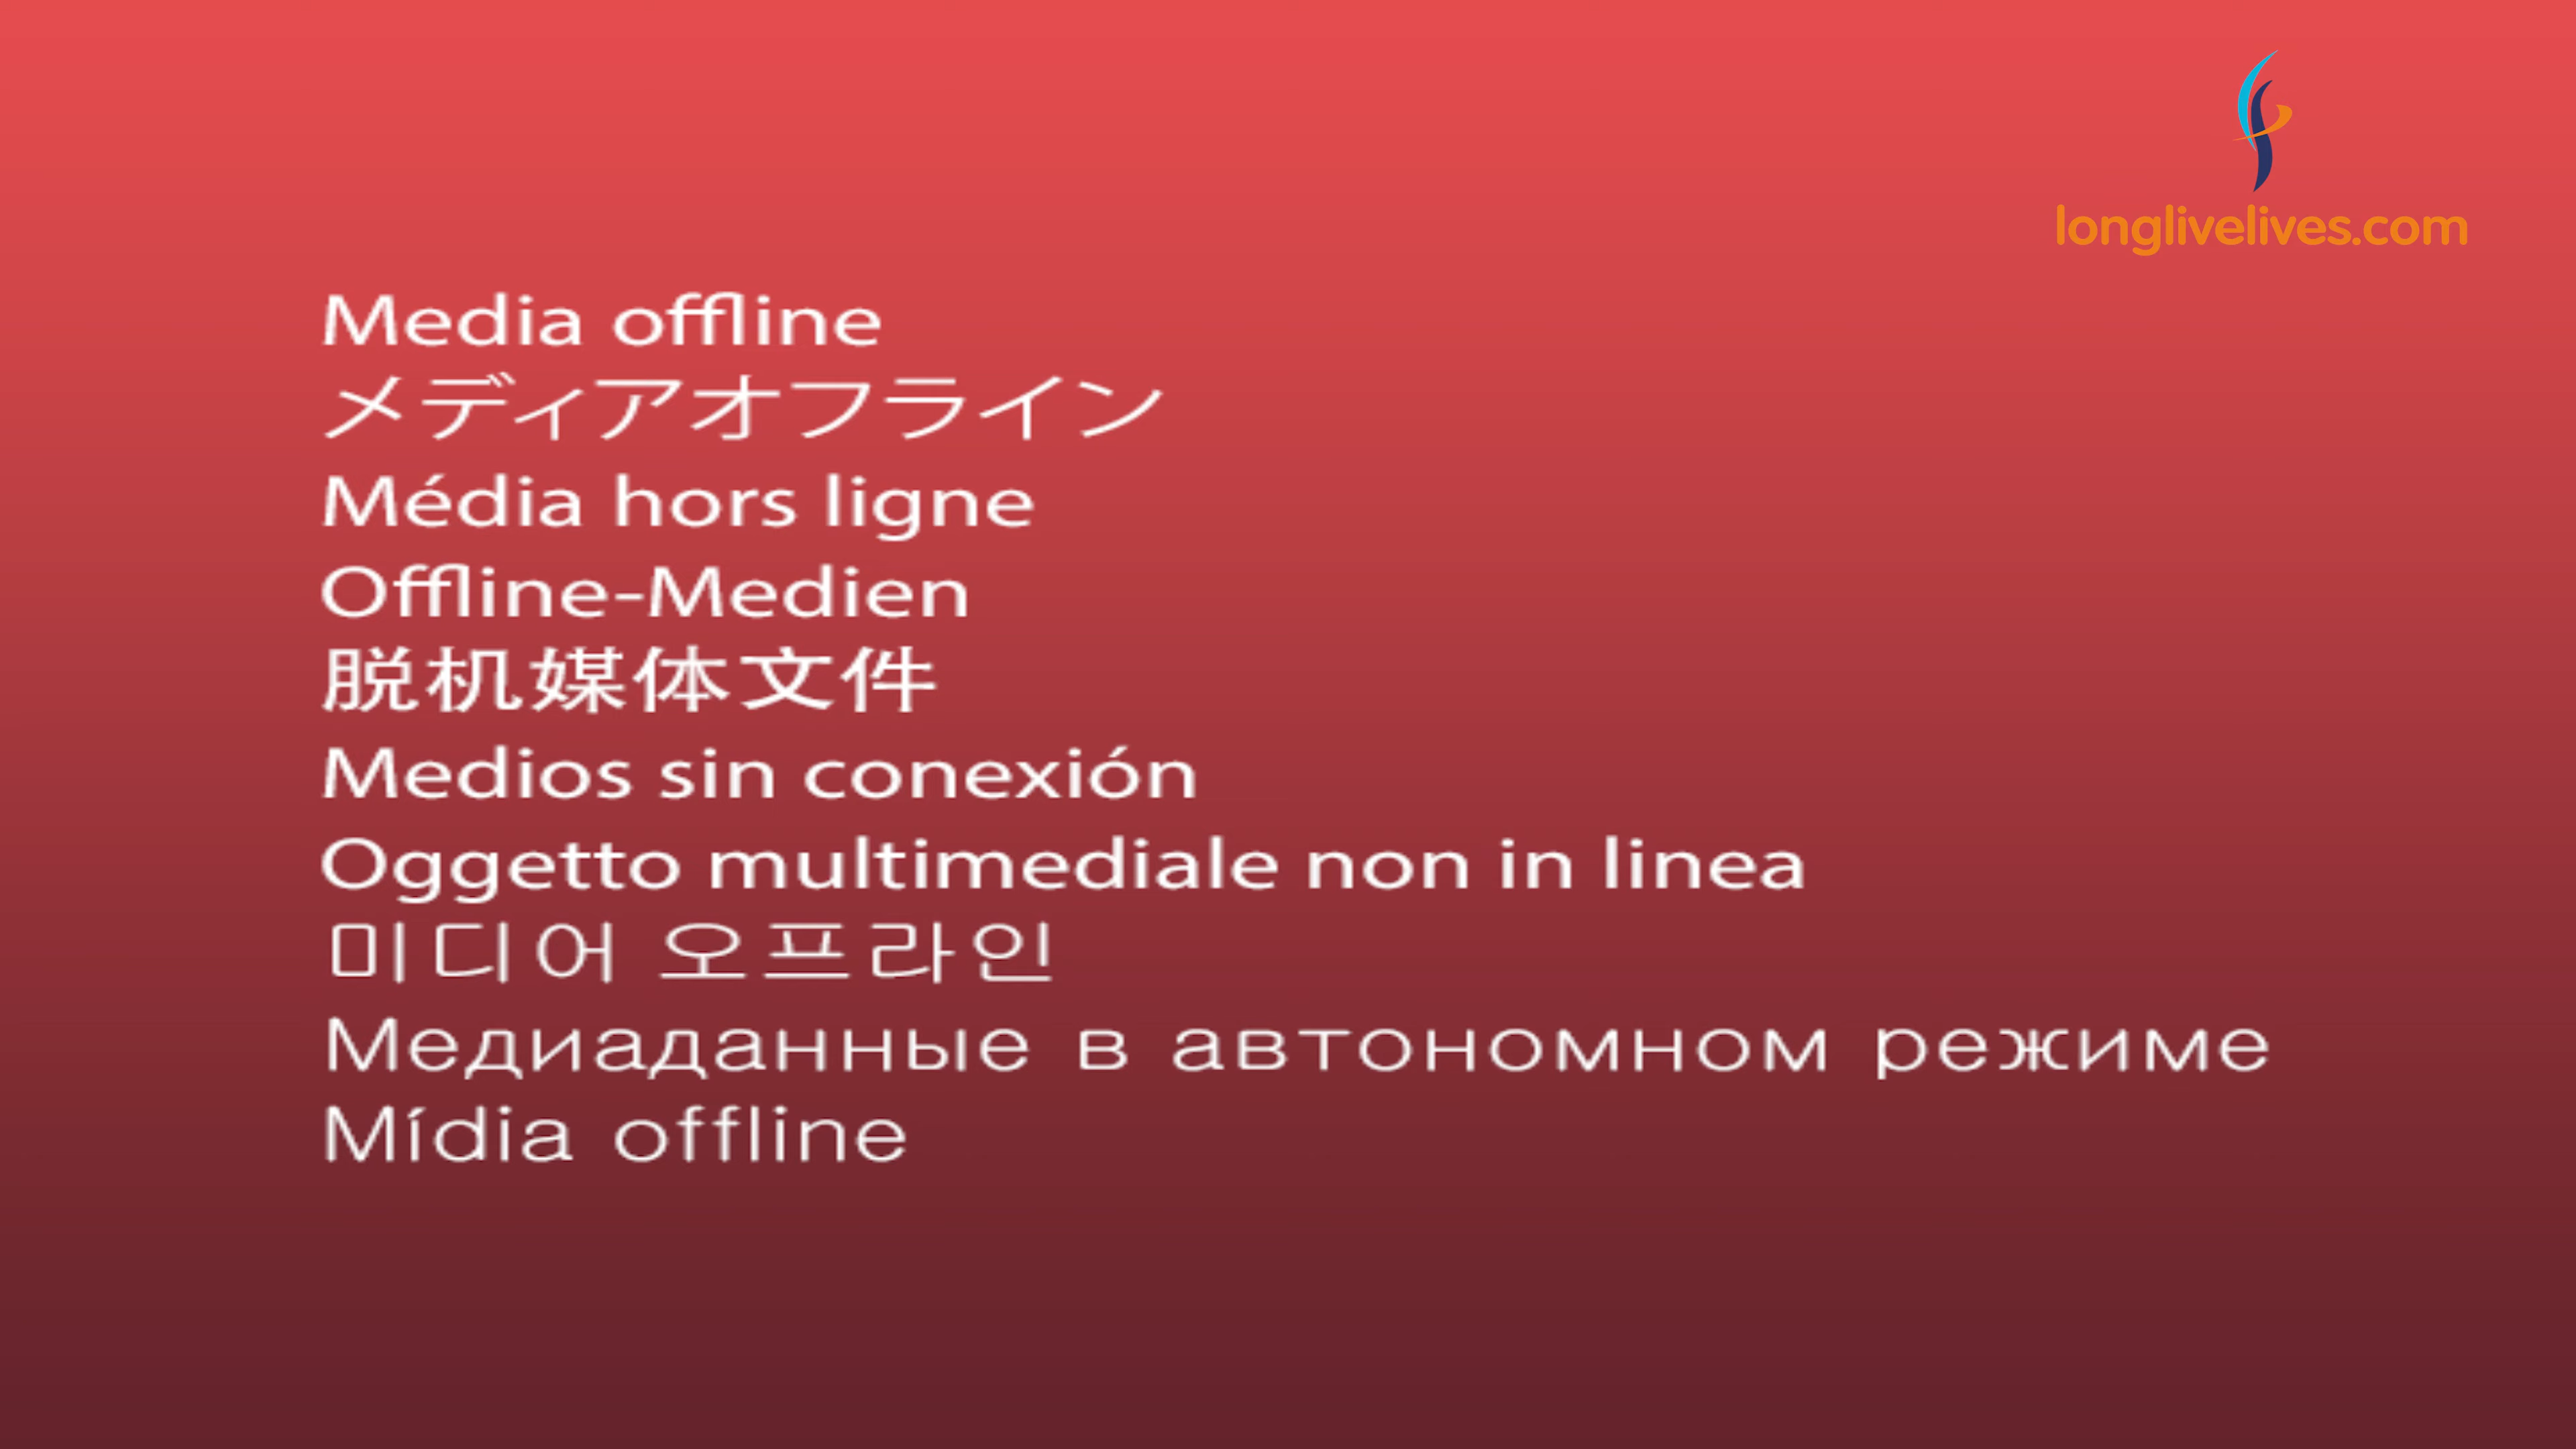 longlivelives.com
Media offline
メディアオフライン
Média hors ligne
Offline-Medien
脱机媒体文件
Medios sin conexión
Oggetto multimediale non in linea
미디어 오프라인
Медиаданные в автономном режиме
Mídia offline